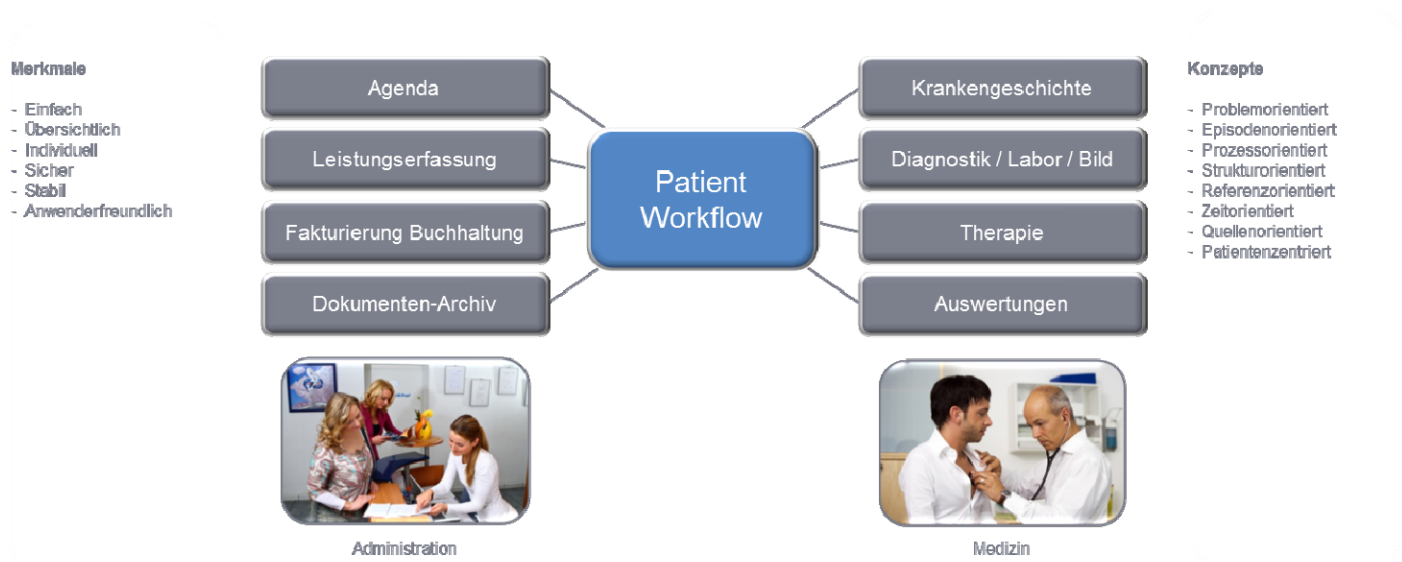 Merkmale
- Einfach
- Übersichtlich
- Individuell
- Sicher
- Stabil
- Anwenderfreundlich
Agenda
Leistungserfassung
Fakturierung Buchhaltung
Dokumenten-Archiv
Patient
Workflow
Krankengeschichte
Diagnostik / Labor / Bild
Therapie
Auswertungen
Konzepte
- Problemorientiert
- Episodenorientiert
- Prozessorientiert
- Strukturorientiert
- Referenzorientiert
- Zeitorientiert
- Quellenorientiert
- Patientenzentriert
Administration
Medizin